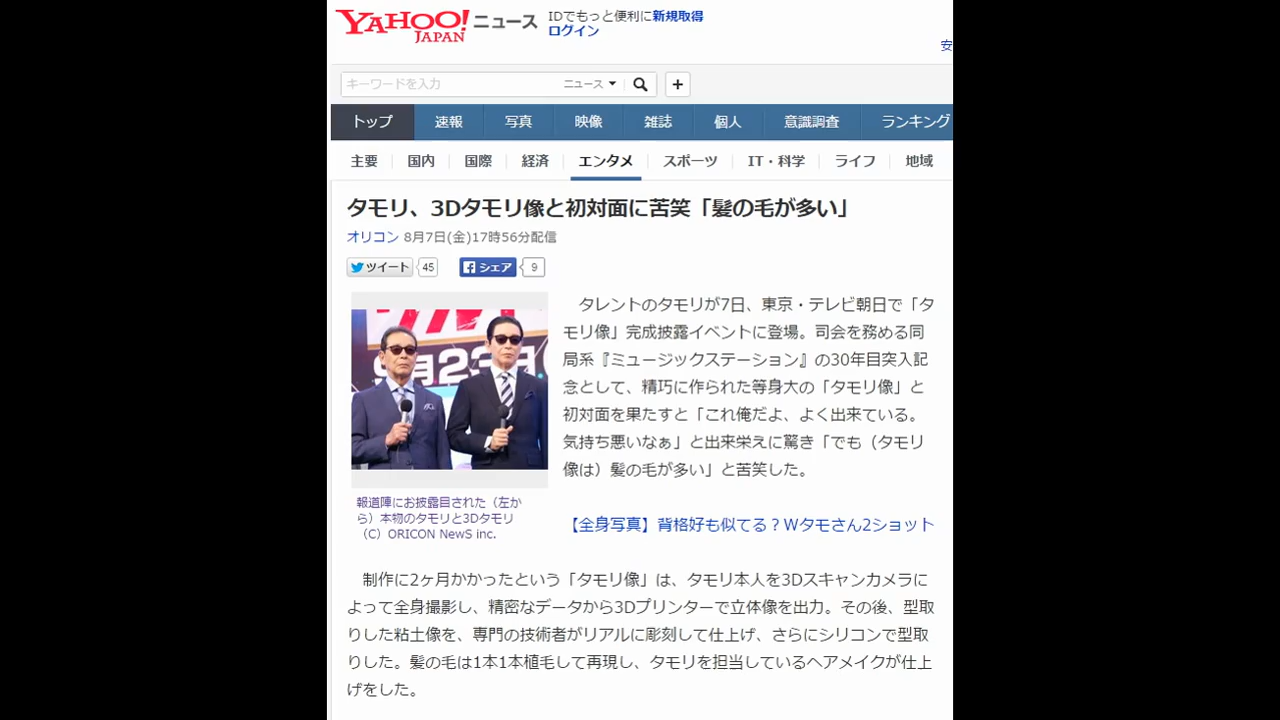 YAHOO! JAPAN ニュース
IDでもっと便利に新規取得
ログイン
安
キーワードを入力
ニュース
トップ 速報 写真 映像 雑誌 個人 意識調査 ランキング
主要 国内 国際 経済 エンタメ スポーツ IT・科学 ライフ 地域
タモリ、3Dタモリ像と初対面に苦笑「髪の毛が多い」
オリコン 8月7日(金)17時56分配信
ツイート 45 シェア 9
9月23日
報道陣にお披露目された（左か
ら）本物のタモリと3Dタモリ
（C）ORICON NewS inc.
タレントのタモリが7日、東京・テレビ朝日で「タ
モリ像」完成披露イベントに登場。司会を務める同
局系『ミュージックステーション』の30年目突入記
念として、精巧に作られた等身大の「タモリ像」と
初対面を果たすと「これ俺だよ、よく出来ている。
気持ち悪いなぁ」と出来栄えに驚き「でも（タモリ
像は）髪の毛が多い」と苦笑した。
【全身写真】背格好も似てる？Wタモさん2ショット
制作に2ヶ月かかったという「タモリ像」は、タモリ本人を3Dスキャンカメラに
よって全身撮影し、精密なデータから3Dプリンターで立体像を出力。その後、型取
りした粘土像を、専門の技術者がリアルに彫刻して仕上げ、さらにシリコンで型取
りした。髪の毛は1本1本植毛して再現し、タモリを担当しているヘアメイクが仕上
げをした。